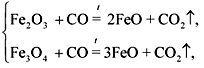 Fe₂O₃ + CO =ᵗ 2FeO + CO₂↑,
Fe₃O₄ + CO =ᵗ 3FeO + CO₂↑,